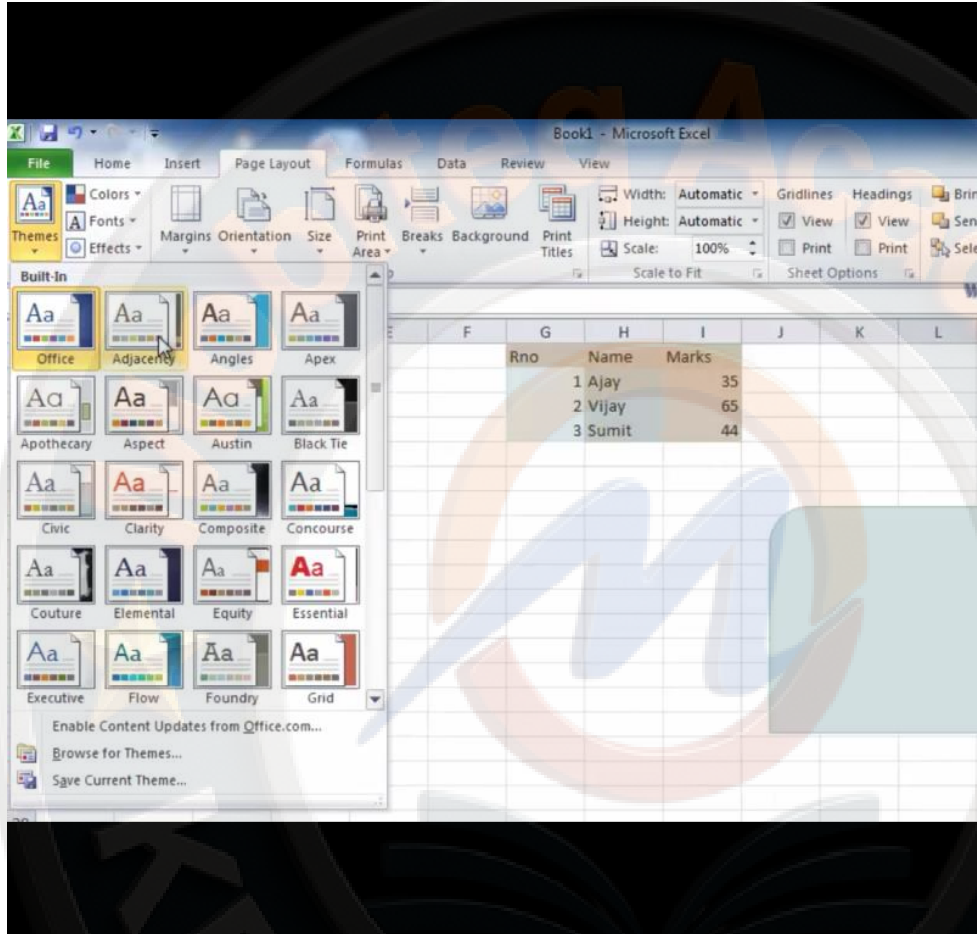 Book1 - Microsoft Excel
File Home Insert Page Layout Formulas Data Review View
Themes
Colors
Fonts
Effects
Margins Orientation Size Print Area Breaks Background Print Titles
Width: Automatic
Height: Automatic
Scale: 100%
Scale to Fit
Gridlines
View
Print
Headings
View
Print
Sheet Options
Built-In
Office Adjacency Angles Apex
Apothecary Aspect Austin Black Tie
Civic Clarity Composite Concourse
Couture Elemental Equity Essential
Executive Flow Foundry Grid
Enable Content Updates from Office.com...
Browse for Themes...
Save Current Theme...
F G H I J K L
Rno Name Marks
1 Ajay 35
2 Vijay 65
3 Sumit 44